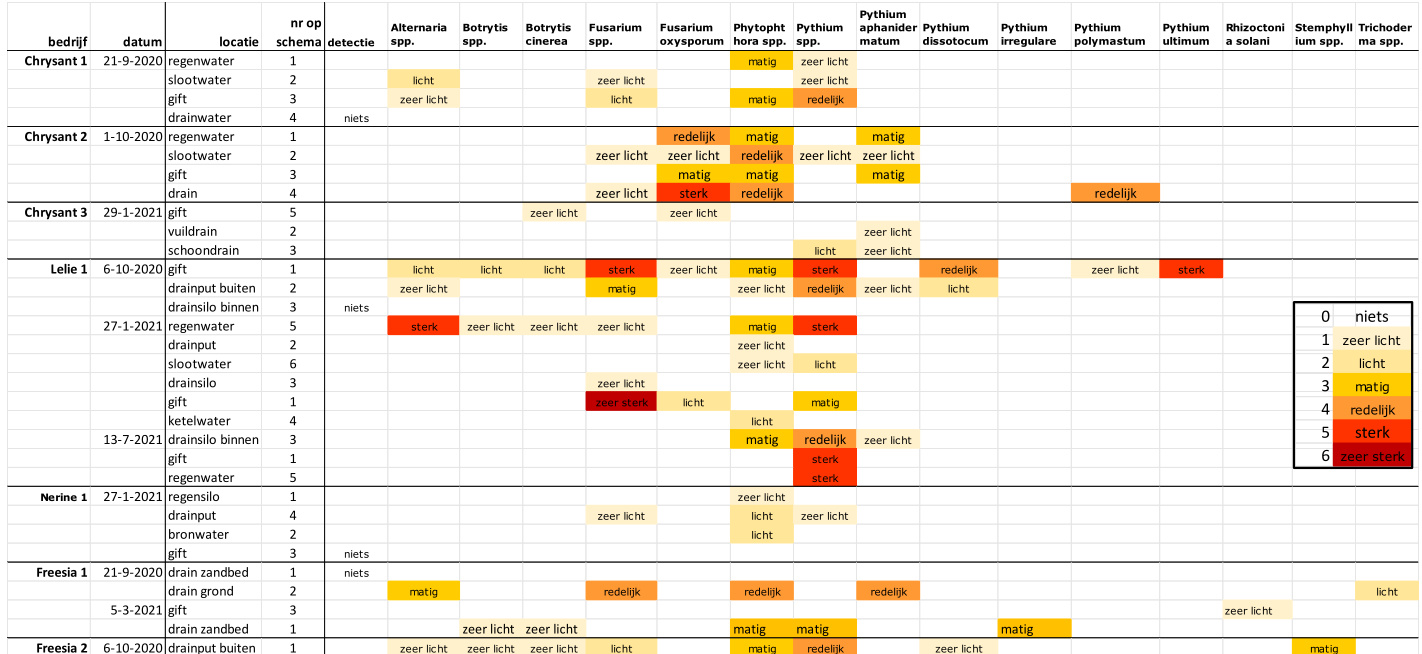 bedrijf datum locatie nr op schema detectie Alternaria spp. Botrytis spp. Botrytis cinerea Fusarium spp. Fusarium oxysporum Phytopht hora spp. Pythium spp. Pythium aphanider matum Pythium dissotocum Pythium irregulare Pythium polymastum Pythium ultimum Rhizoctoni a solani Stemphyll ium spp. Trichoder ma spp.
Chrysant 1 21-9-2020 regenwater 1 matig zeer licht
slootwater 2 licht zeer licht zeer licht
gift 3 zeer licht licht matig redelijk
drainwater 4 niets
Chrysant 2 1-10-2020 regenwater 1 redelijk matig matig
slootwater 2 zeer licht zeer licht redelijk zeer licht zeer licht
gift 3 matig matig matig
drain 4 zeer licht sterk redelijk redelijk
Chrysant 3 29-1-2021 gift 5 zeer licht zeer licht
vuildrain 2 zeer licht
schoondrain 3 licht zeer licht
Lelie 1 6-10-2020 gift 1 licht licht licht sterk zeer licht matig sterk redelijk zeer licht sterk
drainput buiten 2 zeer licht matig zeer licht redelijk zeer licht licht
drainsilo binnen 3 niets
27-1-2021 regenwater 5 sterk zeer licht zeer licht zeer licht matig sterk
drainput 2 zeer licht
slootwater 6 zeer licht licht
drainsilo 3 zeer licht
gift 1 zeer sterk licht matig
ketelwater 4 licht
13-7-2021 drainsilo binnen 3 matig redelijk zeer licht
gift 1 sterk
regenwater 5 sterk
Nerine 1 27-1-2021 regensilo 1 zeer licht
drainput 4 zeer licht licht zeer licht
bronwater 2 licht
gift 3 niets
Freesia 1 21-9-2020 drain zandbed 1 niets
drain grond 2 matig redelijk redelijk redelijk licht
5-3-2021 gift 3 zeer licht
drain zandbed 1 zeer licht zeer licht matig matig matig
Freesia 2 6-10-2020 drainput buiten 1 zeer licht zeer licht zeer licht licht matig redelijk zeer licht matig
0 niets
1 zeer licht
2 licht
3 matig
4 redelijk
5 sterk
6 zeer sterk